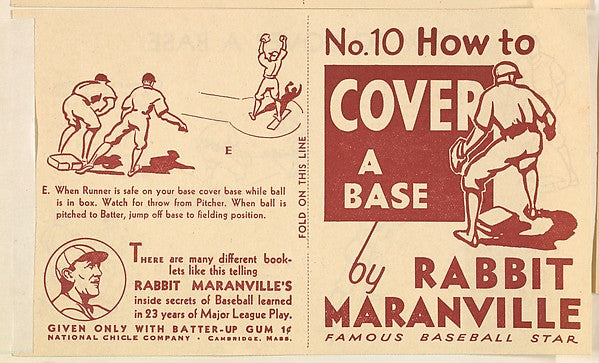 E
E. When Runner is safe on your base cover base while ball
is in box. Watch for throw from Pitcher. When ball is
pitched to Batter, jump off base to fielding position.
THERE are many different book-
lets like this telling
RABBIT MARANVILLE'S
inside secrets of Baseball learned
in 23 years of Major League Play.
GIVEN ONLY WITH BATTER-UP GUM 1¢
NATIONAL CHICLE COMPANY · CAMBRIDGE, MASS.
FOLD ON THIS LINE
No. 10 How to
COVER
A
BASE
by RABBIT
MARANVILLE
FAMOUS BASEBALL STAR